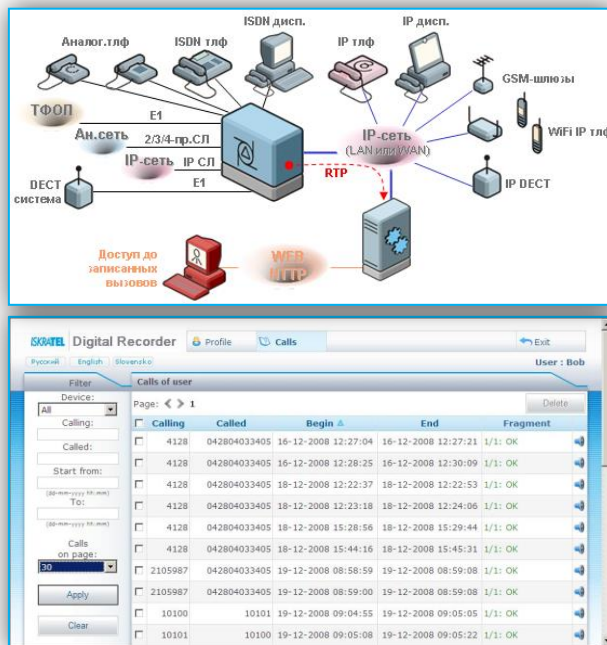 ISDN дисп.
IP дисп.
Аналог.тлф
ISDN тлф
IP тлф
GSM-шлюзы
ТФОП
E1
Ан.сеть
2/3/4-пр.СЛ
IP-сеть
(LAN или WAN)
WiFi IP тлф
IP-сеть
IP СЛ
RTP
DECT
система
E1
IP DECT
Доступ до
записанных
вызовов
WEB
HTTP
ISKRATEL Digital Recorder
Profile
Calls
Exit
Русский English Slovensko
User : Bob
Filter
Calls of user
Device:
All
Page: 1
Delete
Calling Called Begin End Fragment
Calling:
4128 042804033405 16-12-2008 12:27:04 16-12-2008 12:27:21 1/1: OK
Called:
4128 042804033405 16-12-2008 12:28:25 16-12-2008 12:30:09 1/1: OK
Start from:
4128 042804033405 18-12-2008 12:22:37 18-12-2008 12:22:53 1/1: OK
(dd-mm-yyyy hh:mm)
To:
4128 042804033405 18-12-2008 12:23:18 18-12-2008 12:24:06 1/1: OK
(dd-mm-yyyy hh:mm)
4128 042804033405 18-12-2008 15:28:56 18-12-2008 15:29:44 1/1: OK
Calls
on page:
4128 042804033405 18-12-2008 15:44:16 18-12-2008 15:45:31 1/1: OK
30
2105987 042804033405 19-12-2008 08:58:59 19-12-2008 08:59:08 1/1: OK
Apply
2105987 042804033405 19-12-2008 08:59:00 19-12-2008 08:59:08 1/1: OK
10100 10101 19-12-2008 09:04:55 19-12-2008 09:05:05 1/1: OK
Clear
10101 10100 19-12-2008 09:05:08 19-12-2008 09:05:22 1/1: OK